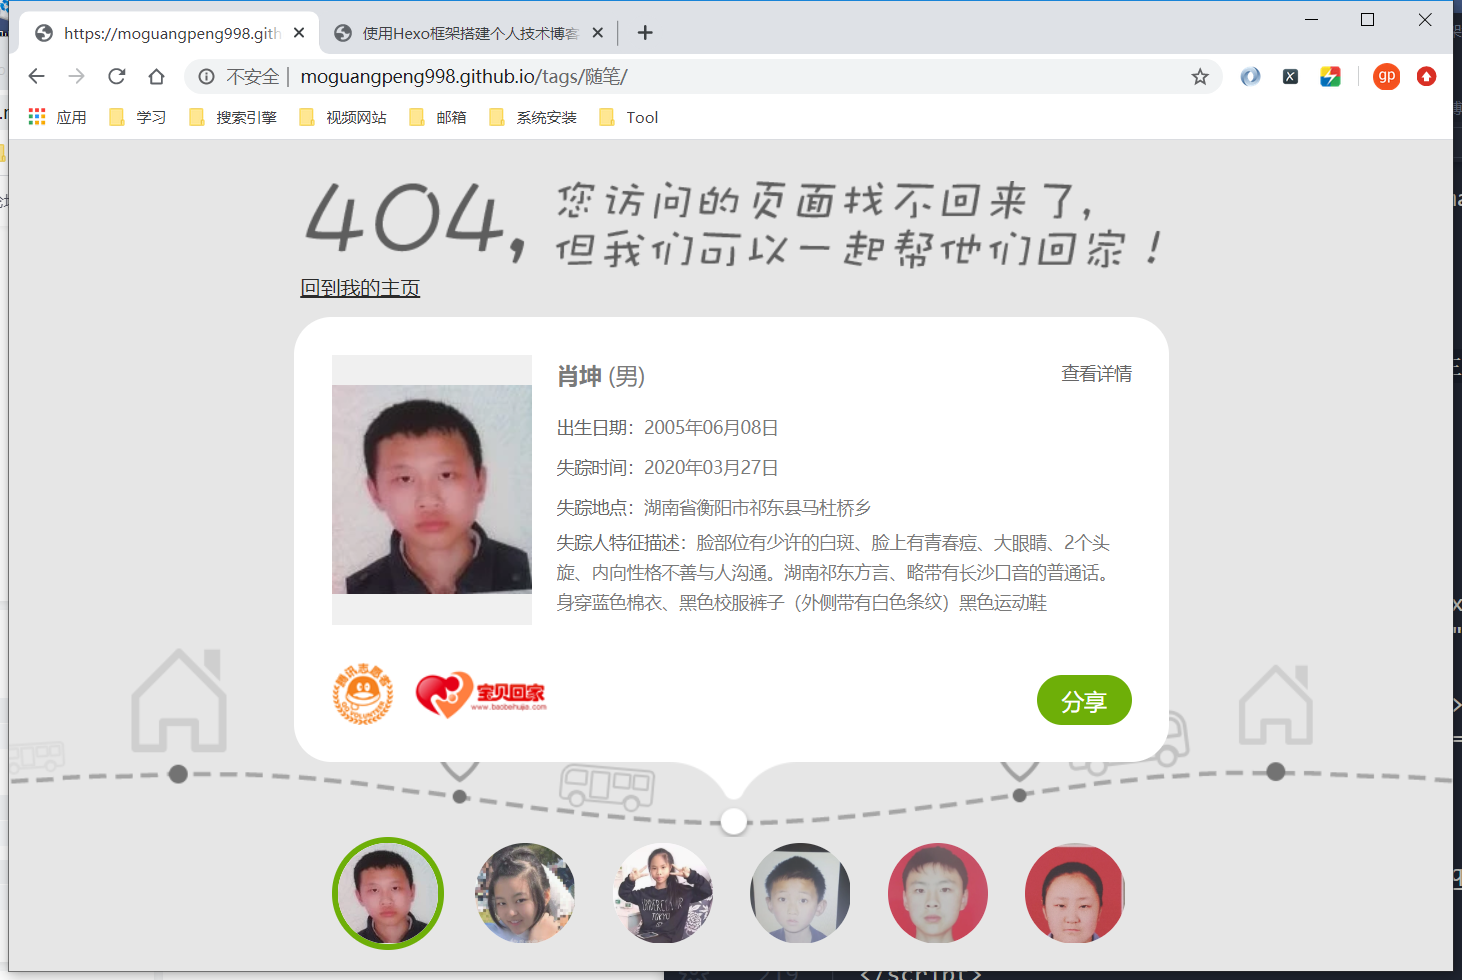 https://moguangpeng998.gith
使用Hexo框架搭建个人技术博客
不安全 | moguangpeng998.github.io/tags/随笔/
gp
应用 学习 搜索引擎 视频网站 邮箱 系统安装 Tool
404, 您访问的页面找不回来了,
但我们可以一起帮他们回家！
回到我的主页
肖坤 (男) 查看详情
出生日期：2005年06月08日
失踪时间：2020年03月27日
失踪地点：湖南省衡阳市祁东县马杜桥乡
失踪人特征描述：脸部位有少许的白斑、脸上有青春痘、大眼睛、2个头
旋、内向性格不善与人沟通。湖南祁东方言、略带有长沙口音的普通话。
身穿蓝色棉衣、黑色校服裤子（外侧带有白色条纹）黑色运动鞋
腾讯志愿者
GO VOLUNTEER
宝贝回家
www.baobeihuijia.com
分享
219 </script>